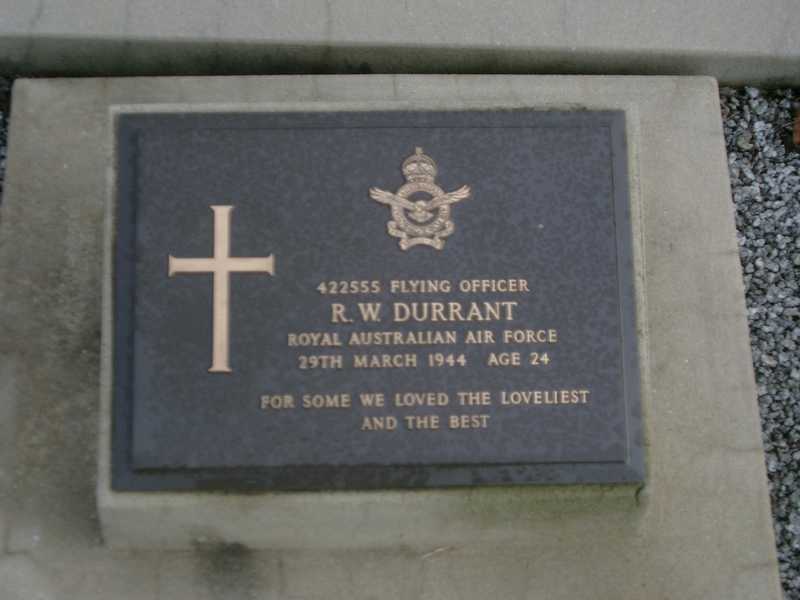 422555 FLYING OFFICER
R.W. DURRANT
ROYAL AUSTRALIAN AIR FORCE
29TH MARCH 1944 AGE 24
FOR SOME WE LOVED THE LOVELIEST
AND THE BEST